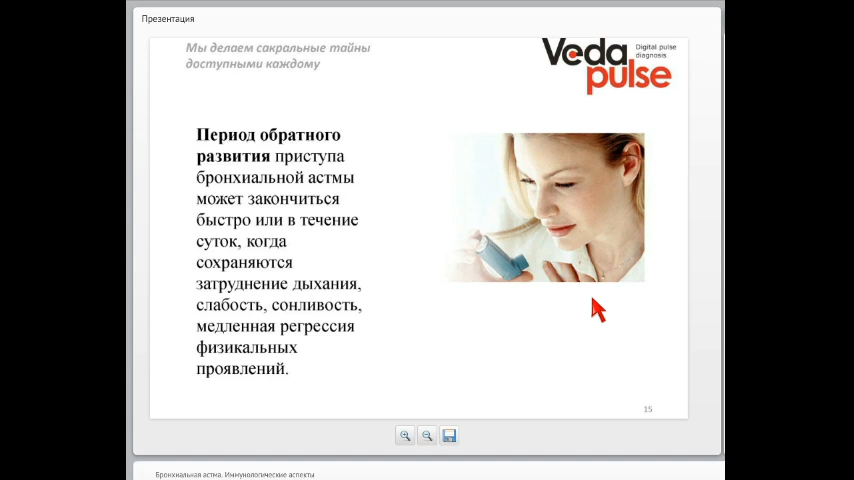 Презентация
Мы делаем сакральные тайны
доступными каждому
Veda
pulse
Digital pulse
diagnosis
Период обратного
развития приступа
бронхиальной астмы
может закончиться
быстро или в течение
суток, когда
сохраняются
затруднение дыхания,
слабость, сонливость,
медленная регрессия
физикальных
проявлений.
15
Бронхиальная астма. Иммунологические аспекты